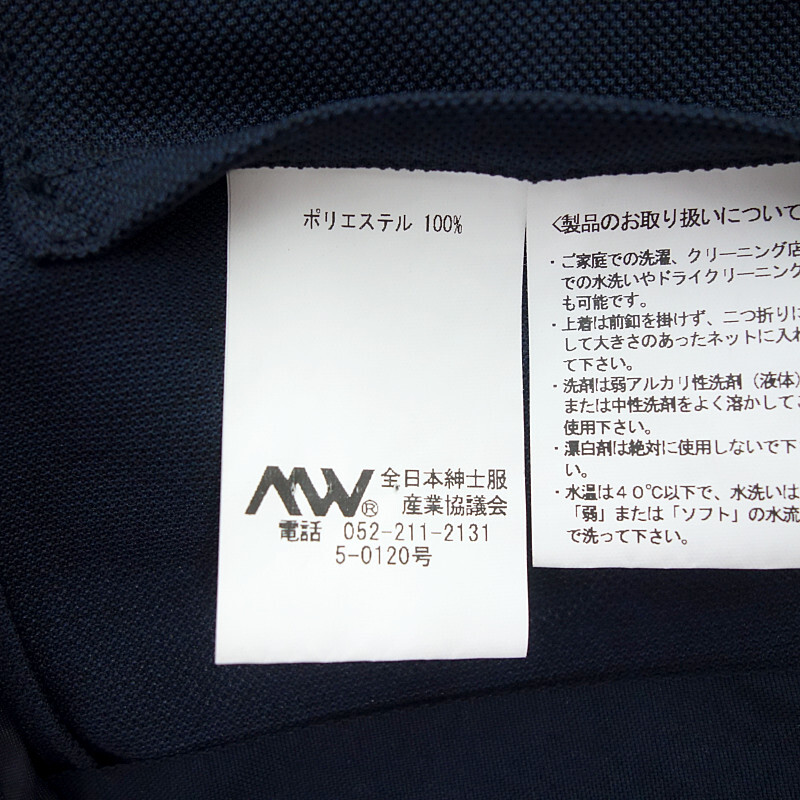 ポリエステル 100%
MW® 全日本紳士服
産業協議会
電話 052-211-2131
5-0120号
〈製品のお取り扱いについて
・ご家庭での洗濯、クリーニング店
での水洗いやドライクリーニング
も可能です。
・上着は前釦を掛けず、二つ折りに
して大きさのあったネットに入れ
て下さい。
・洗剤は弱アルカリ性洗剤（液体）
または中性洗剤をよく溶かしてご
使用下さい。
・漂白剤は絶対に使用しないで下
い。
・水温は４０℃以下で、水洗いは
「弱」または「ソフト」の水流
で洗って下さい。